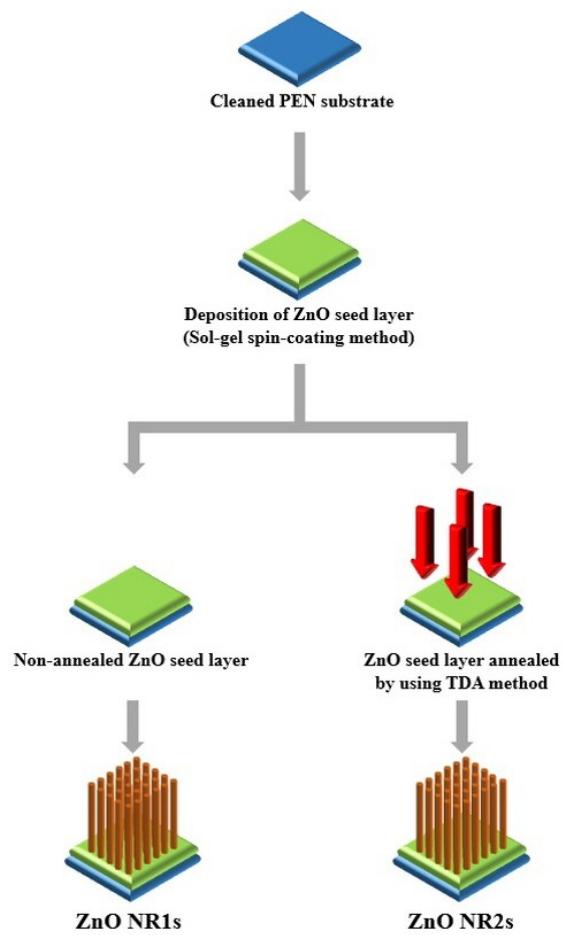 Cleaned PEN substrate
Deposition of ZnO seed layer
(Sol-gel spin-coating method)
Non-annealed ZnO seed layer
ZnO seed layer annealed
by using TDA method
ZnO NR1s
ZnO NR2s